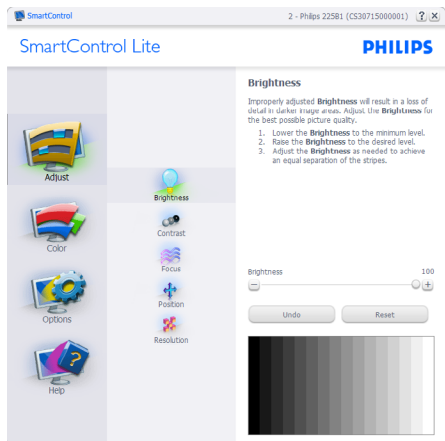 SmartControl
2 - Philips 225B1 (CS30715000001)
SmartControl Lite
PHILIPS
Adjust
Color
Options
Help
Brightness
Contrast
Focus
Position
Resolution
Brightness
Improperly adjusted Brightness will result in a loss of
detail in darker image areas. Adjust the Brightness for
the best possible picture quality.
1. Lower the Brightness to the minimum level.
2. Raise the Brightness to the desired level.
3. Adjust the Brightness as needed to achieve
an equal separation of the stripes.
Brightness 100
Undo Reset